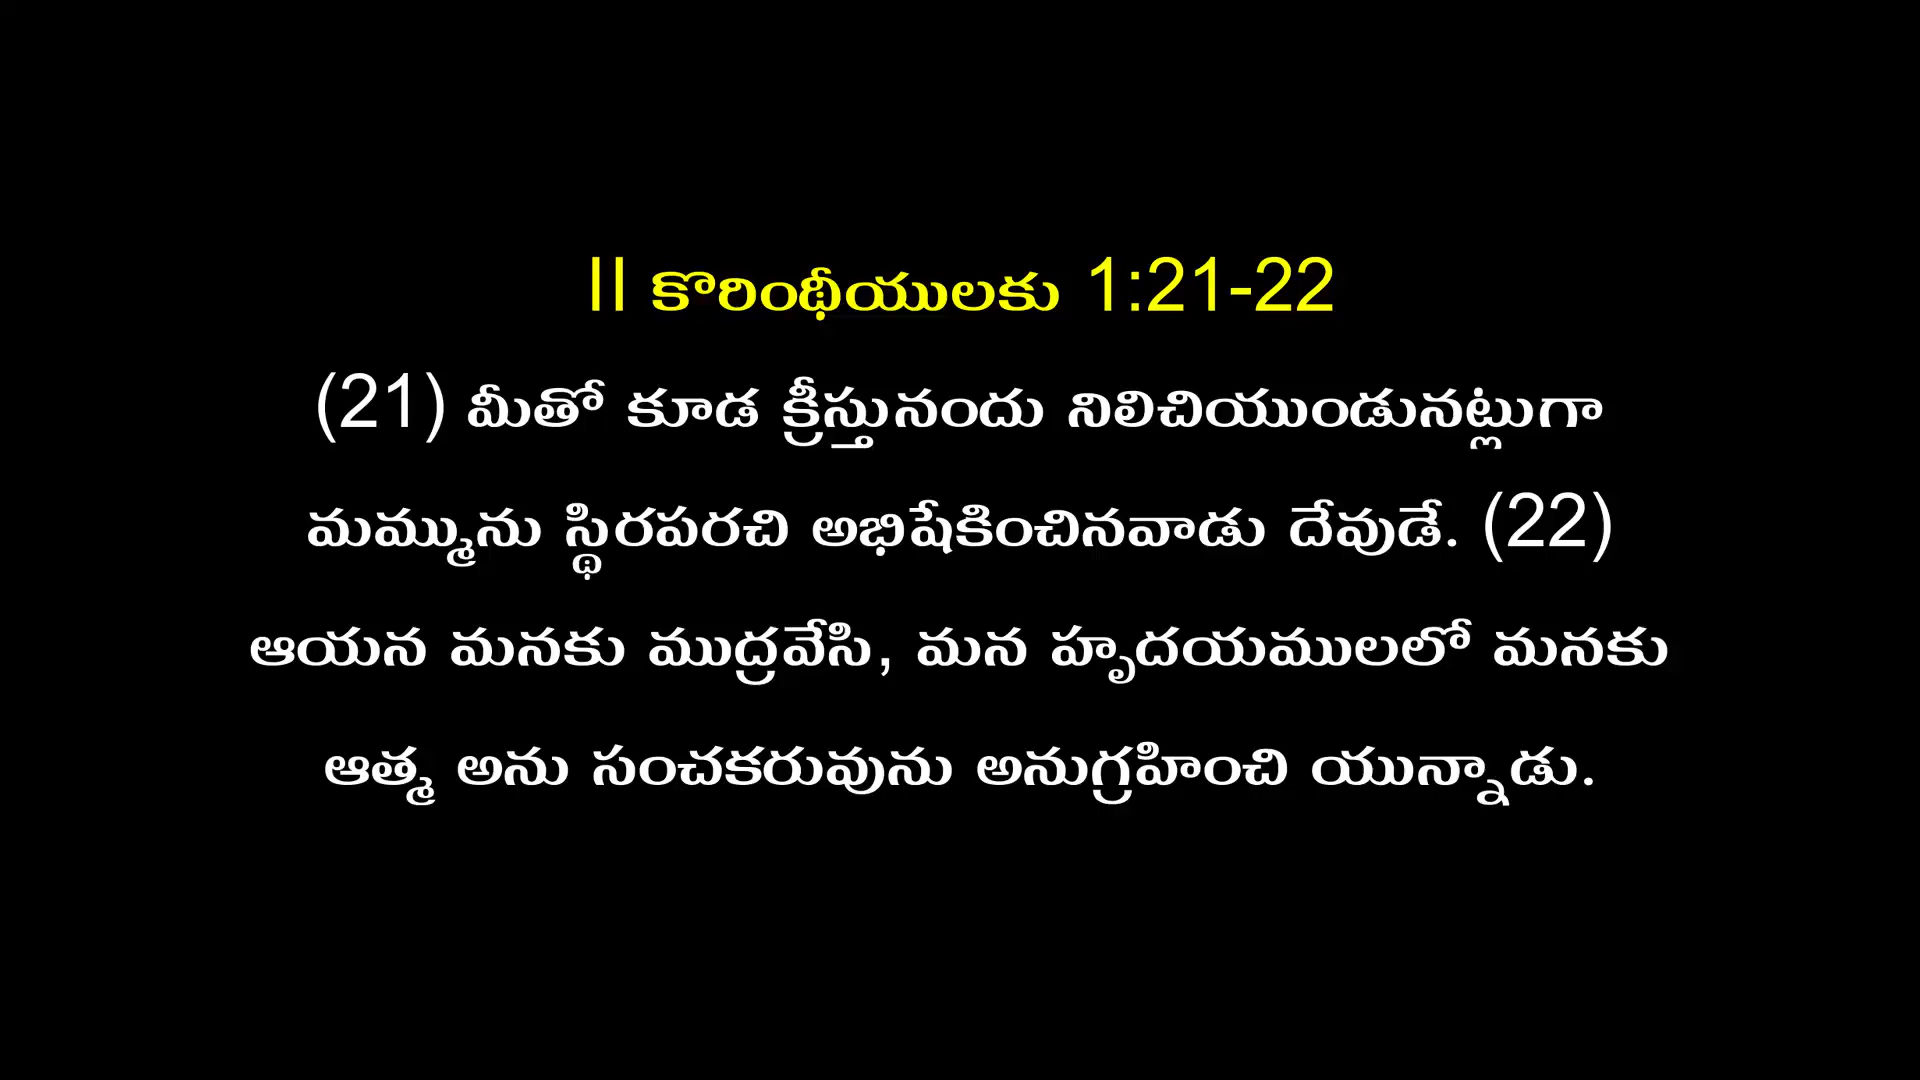 II కొరింథీయులకు 1:21-22
(21) మీతో కూడ క్రీస్తునందు నిలిచియుండునట్లుగా
మమ్మును స్థిరపరచి అభిషేకించినవాడు దేవుడే. (22)
ఆయన మనకు ముద్రవేసి, మన హృదయములలో మనకు
ఆత్మ అను సంచకరువును అనుగ్రహించి యున్నాడు.